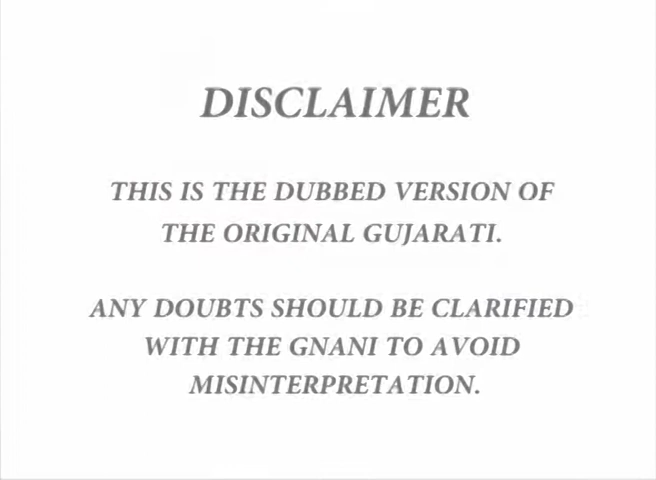 DISCLAIMER
THIS IS THE DUBBED VERSION OF
THE ORIGINAL GUJARATI.
ANY DOUBTS SHOULD BE CLARIFIED
WITH THE GNANI TO AVOID
MISINTERPRETATION.